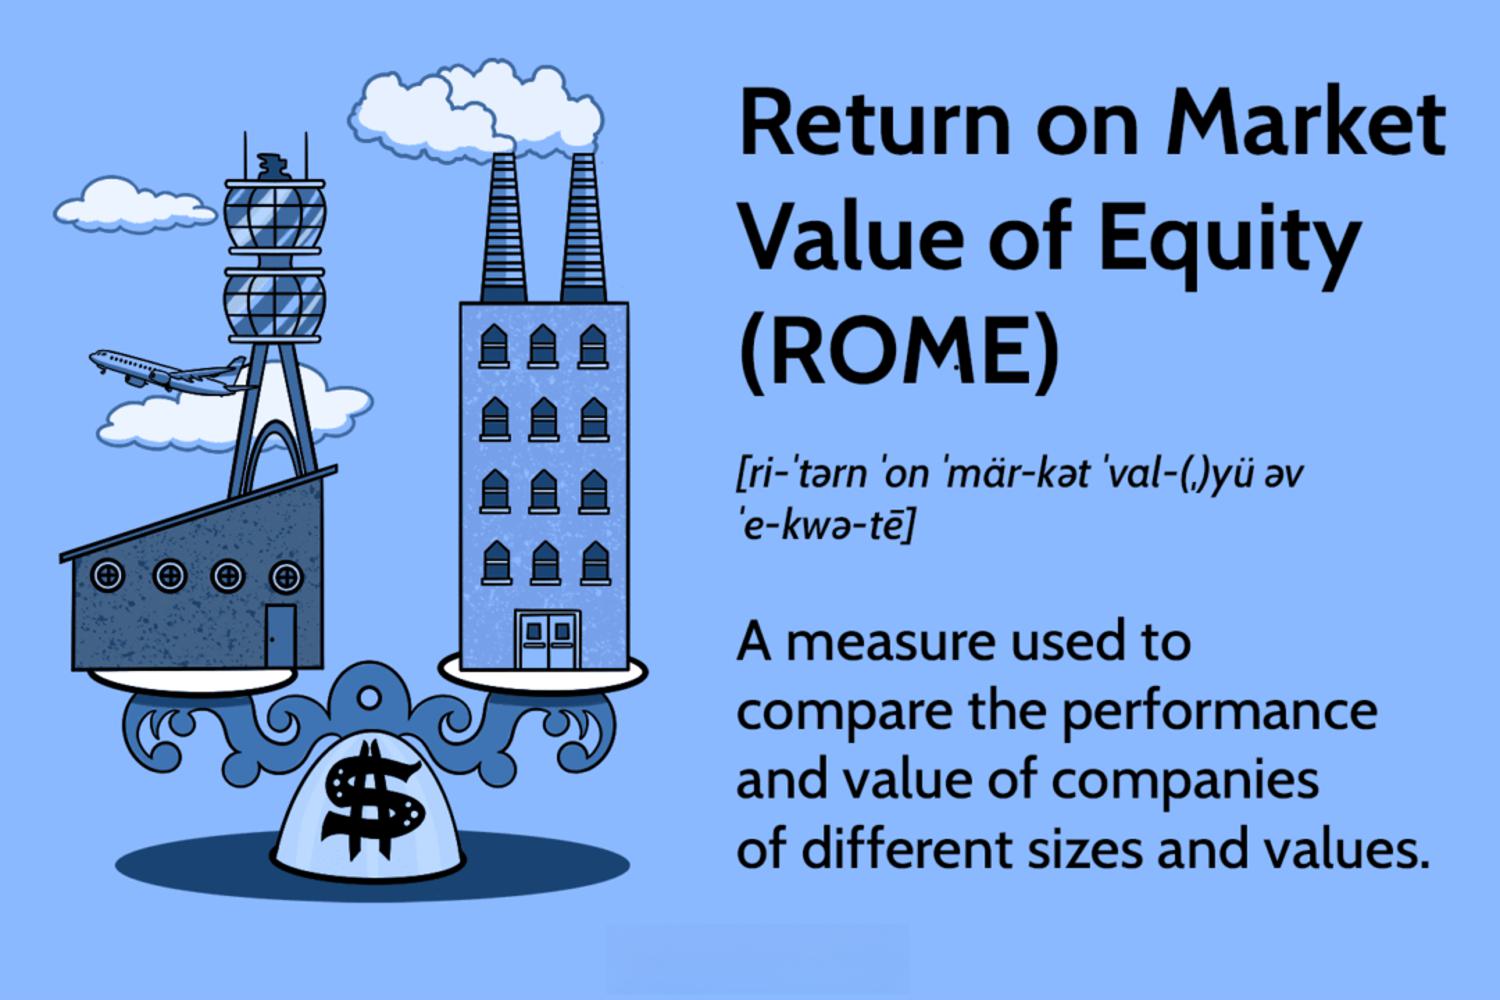 Return on Market
Value of Equity
(ROME)
[ri-ˈtərn ˈon ˈmär-kət ˈval-(ˌ)yü əv
ˈe-kwə-tē]
A measure used to
compare the performance
and value of companies
of different sizes and values.
$